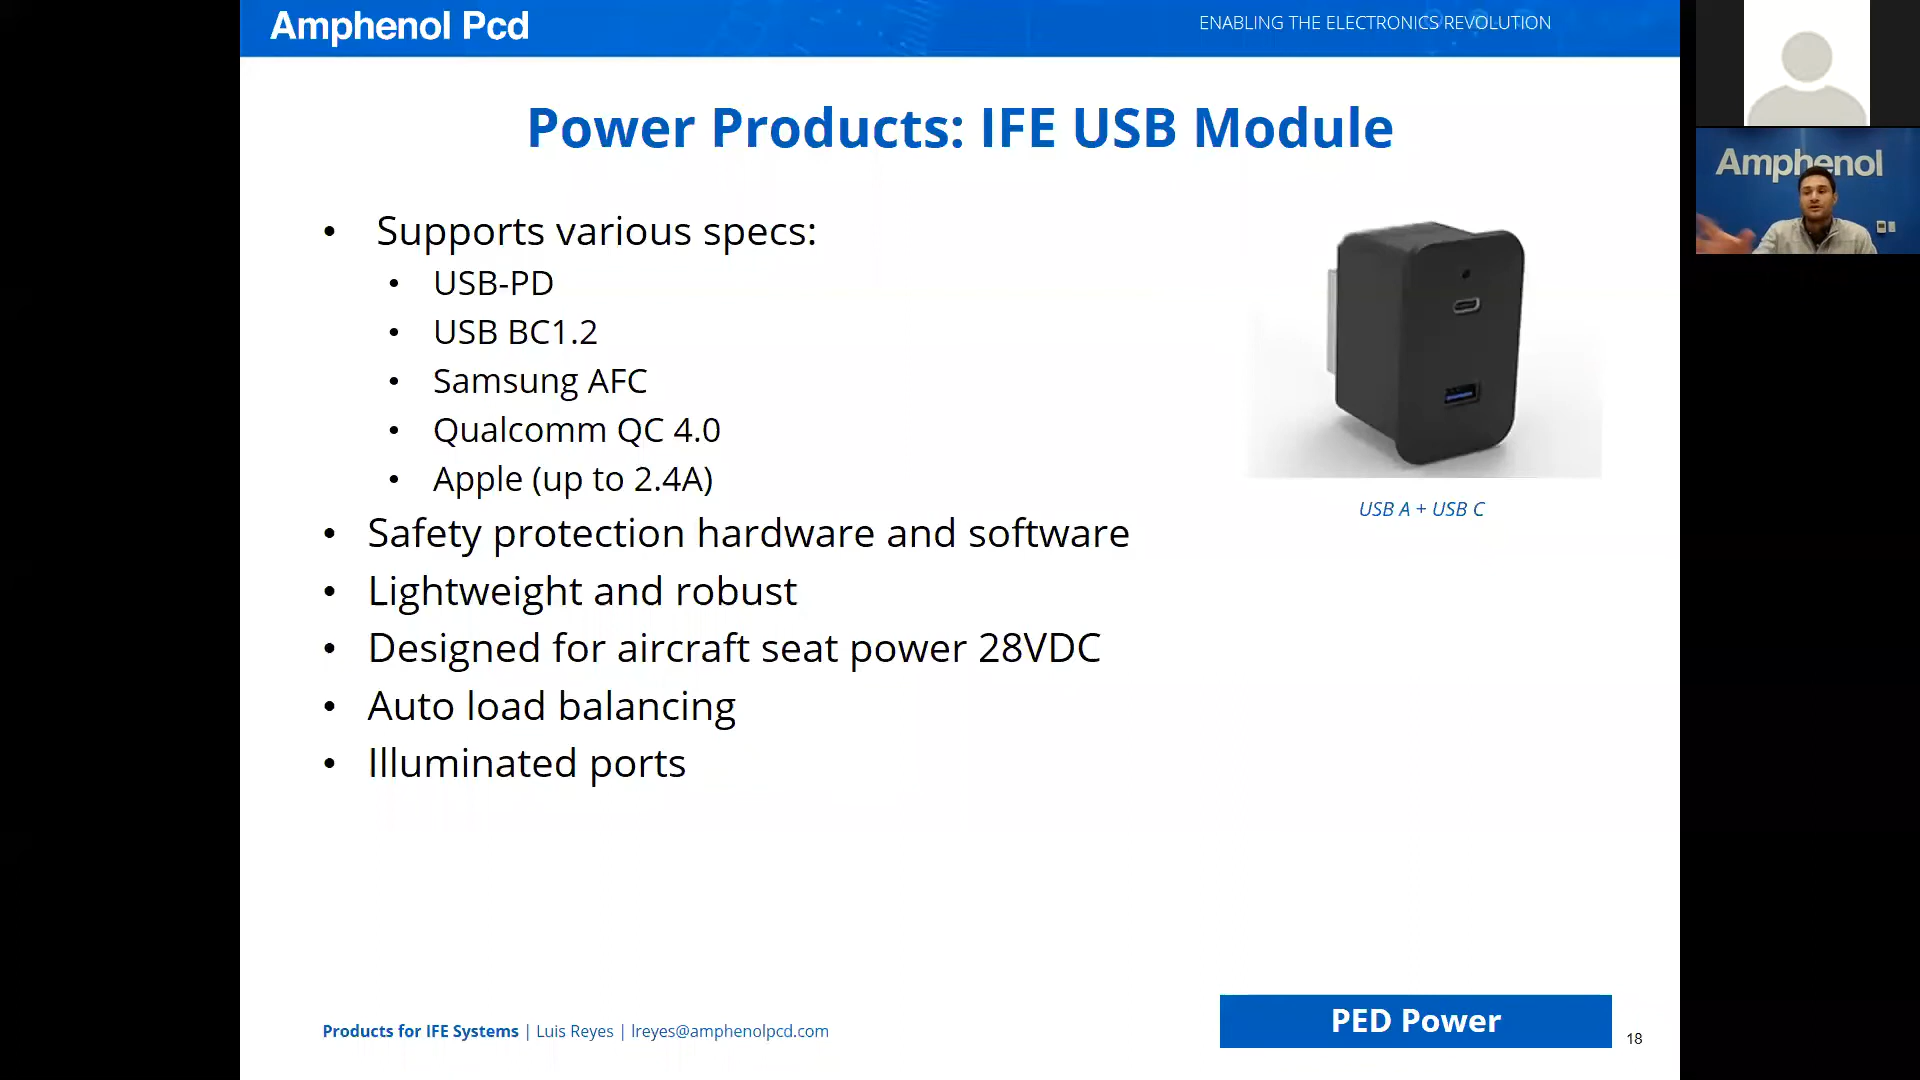 Amphenol Pcd
ENABLING THE ELECTRONICS REVOLUTION
Power Products: IFE USB Module
• Supports various specs:
• USB-PD
• USB BC1.2
• Samsung AFC
• Qualcomm QC 4.0
• Apple (up to 2.4A)
• Safety protection hardware and software
• Lightweight and robust
• Designed for aircraft seat power 28VDC
• Auto load balancing
• Illuminated ports
USB A + USB C
Products for IFE Systems | Luis Reyes | lreyes@amphenolpcd.com
PED Power
18
Amphenol